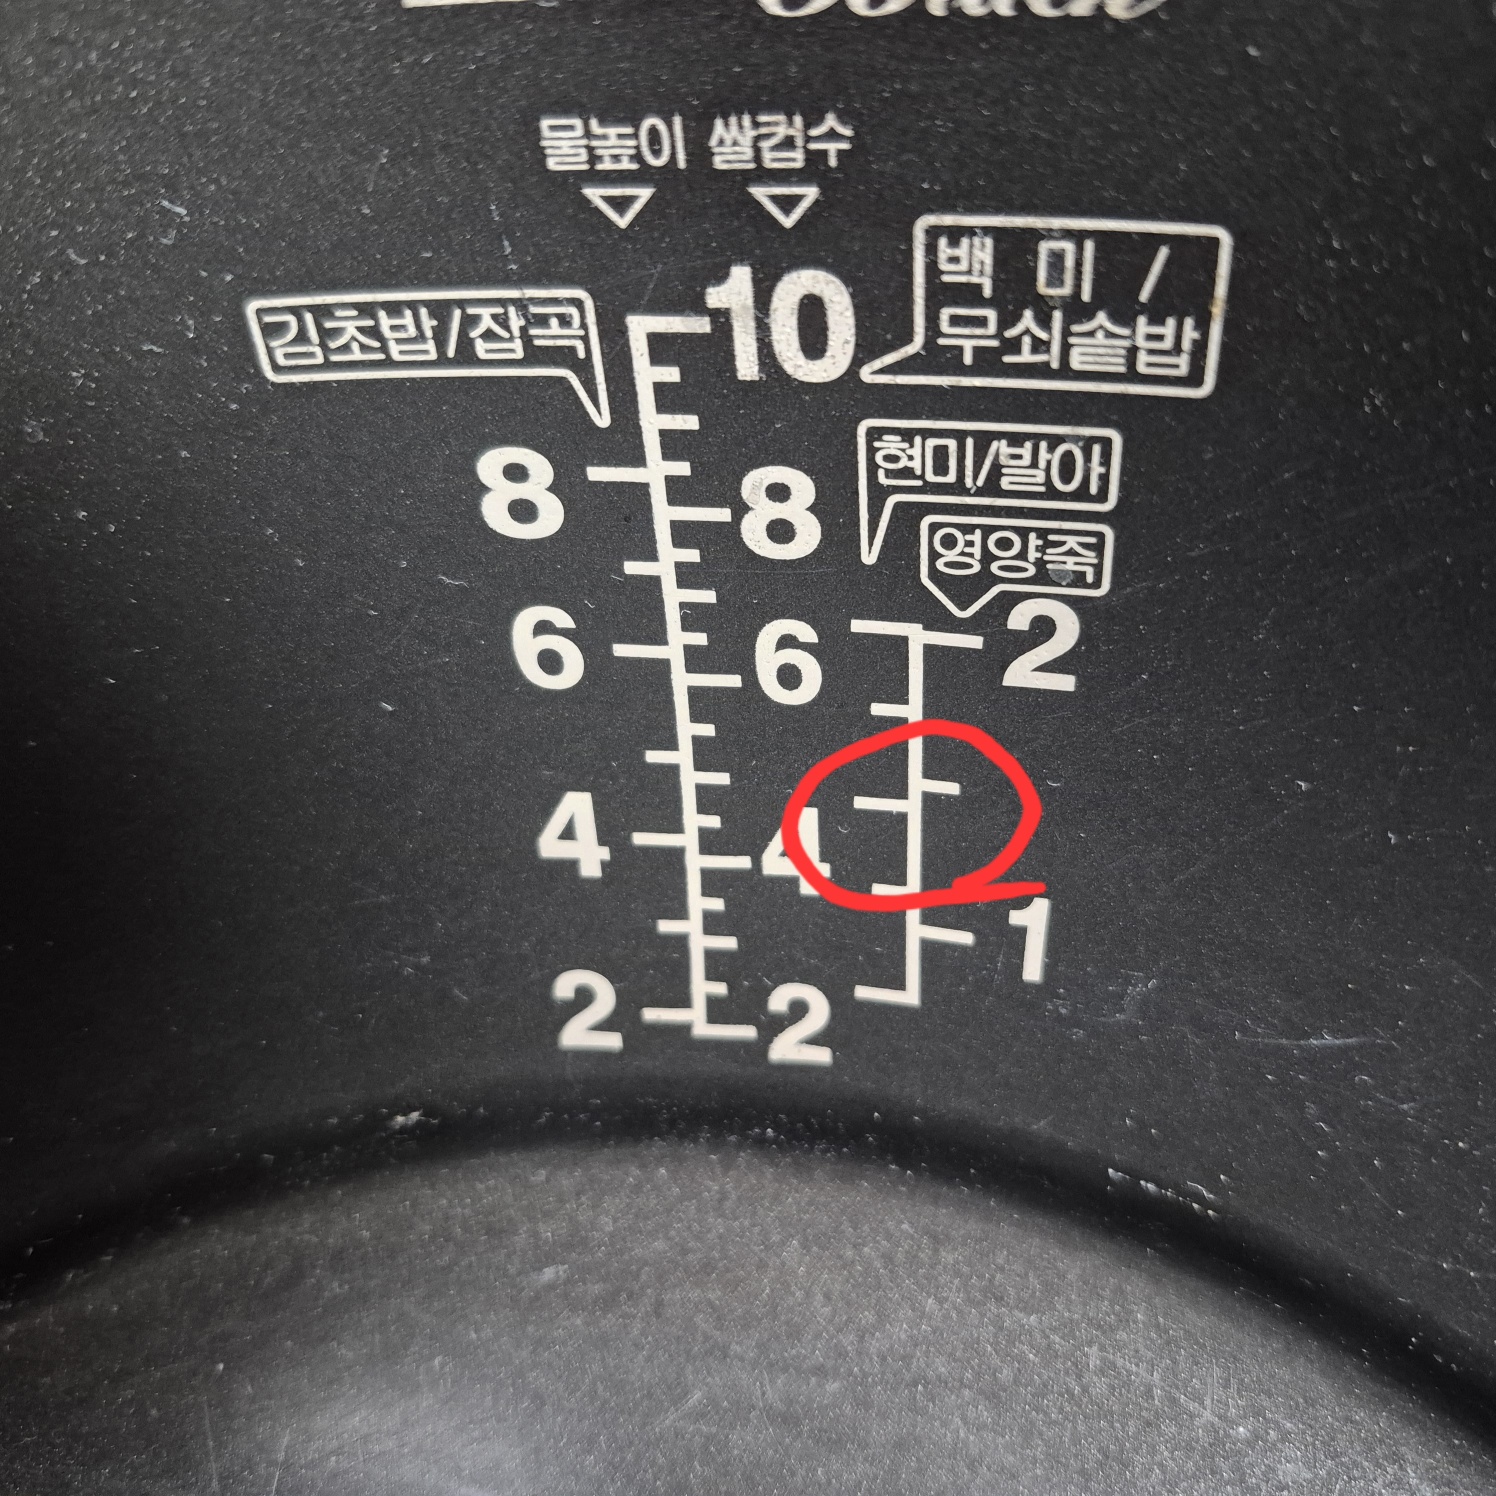 물높이 쌀컵수
백 미 /
무쇠솥밥
김초밥/잡곡
10
현미/발아
영양죽
8 8
6 6 2
4 4
1
2 2